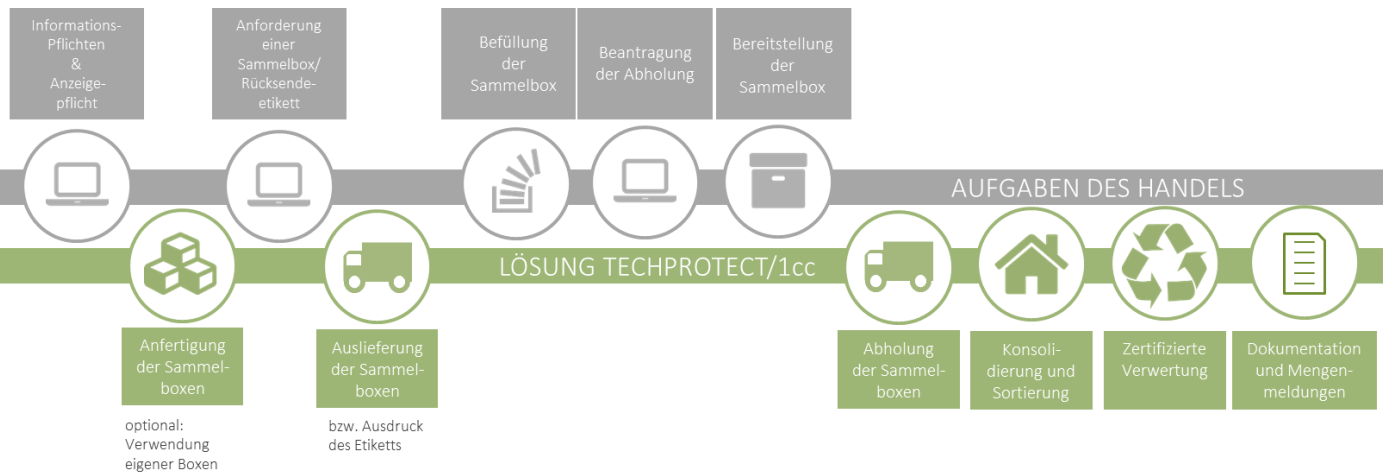 Informations-
Pflichten
&
Anzeige-
pflicht
Anforderung
einer
Sammelbox/
Rücksende-
etikett
Befüllung
der
Sammelbox
Beantragung
der Abholung
Bereitstellung
der
Sammelbox
AUFGABEN DES HANDELS
LÖSUNG TECHPROTECT/1cc
Anfertigung
der Sammel-
boxen
optional:
Verwendung
eigener Boxen
Auslieferung
der Sammel-
boxen
bzw. Ausdruck
des Etiketts
Abholung
der Sammel-
boxen
Konsoli-
dierung und
Sortierung
Zertifizierte
Verwertung
Dokumentation
und Mengen-
meldungen